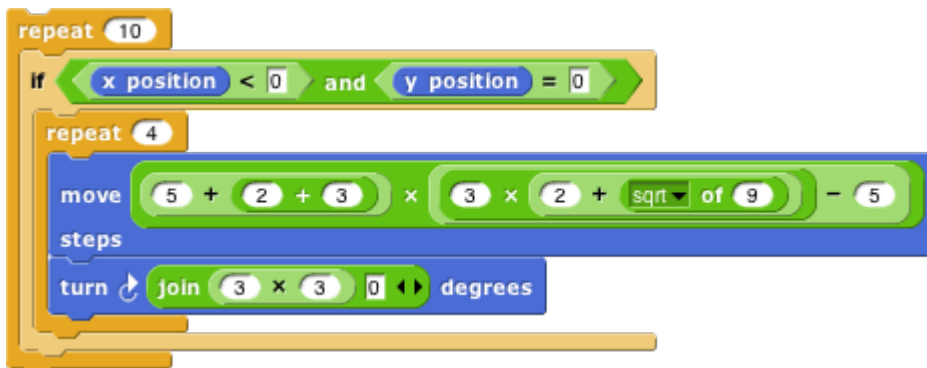 repeat 10
if x position < 0 and y position = 0
repeat 4
move 5 + 2 + 3 × 3 × 2 + sqrt of 9 - 5
steps
turn join 3 × 3 0 degrees